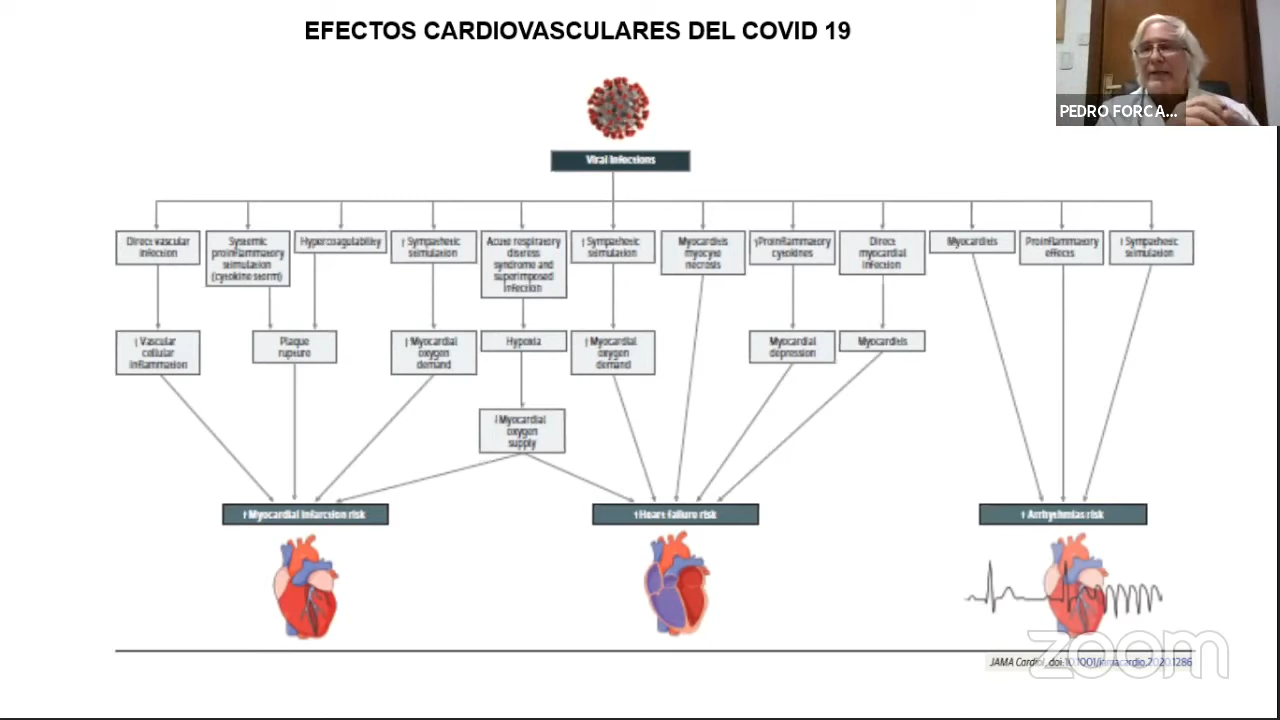 EFECTOS CARDIOVASCULARES DEL COVID 19
PEDRO FORCA...
Viral infections
Direct vascular
infection
Systemic
proinflammatory
stimulation
(cytokine storm)
Hypercoagulability
↑ Sympathetic
stimulation
Acute respiratory
distress
syndrome and
superimposed
infection
↑ Sympathetic
stimulation
Myocarditis
myocyte
necrosis
↑Proinflammatory
cytokines
Direct
myocardial
infection
Myocarditis
Proinflammatory
effects
↑ Sympathetic
stimulation
↑ Vascular
cellular
inflammation
Plaque
rupture
↑ Myocardial
oxygen
demand
Hypoxia
↑ Myocardial
oxygen
demand
Myocardial
depression
Myocarditis
Myocardial
oxygen
supply
↑ Myocardial infarction risk
↑ Heart failure risk
↑ Arrhythmias risk
JAMA Cardiol, doi:10.1001/jamacardio.2020.1286
zoom